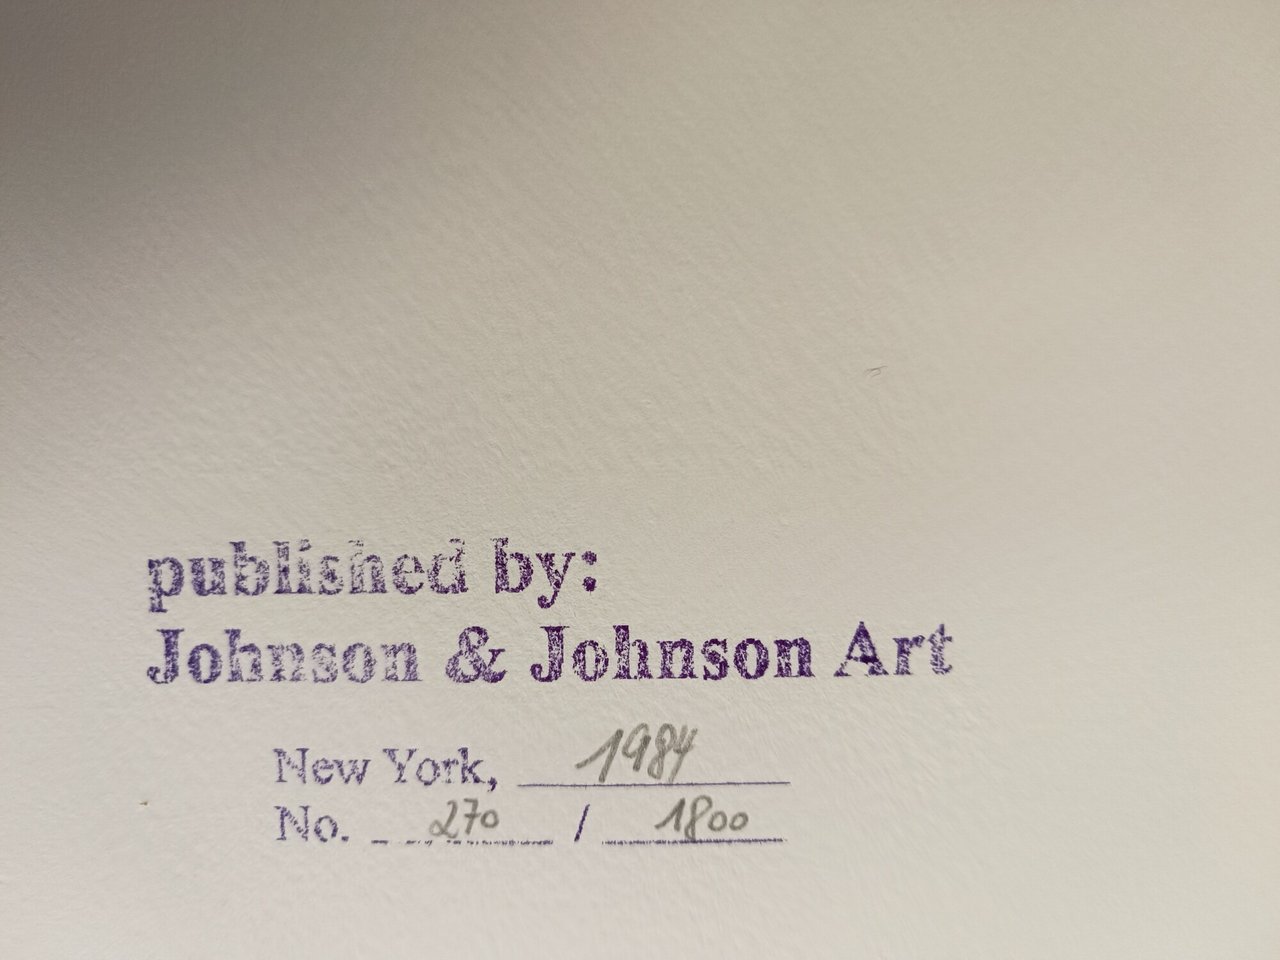 published by:
Johnson & Johnson Art
New York, 1984
No. 270 / 1800